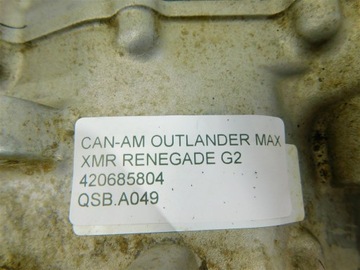 CAN-AM OUTLANDER MAX
XMR RENEGADE G2
420685804
QSB.A049